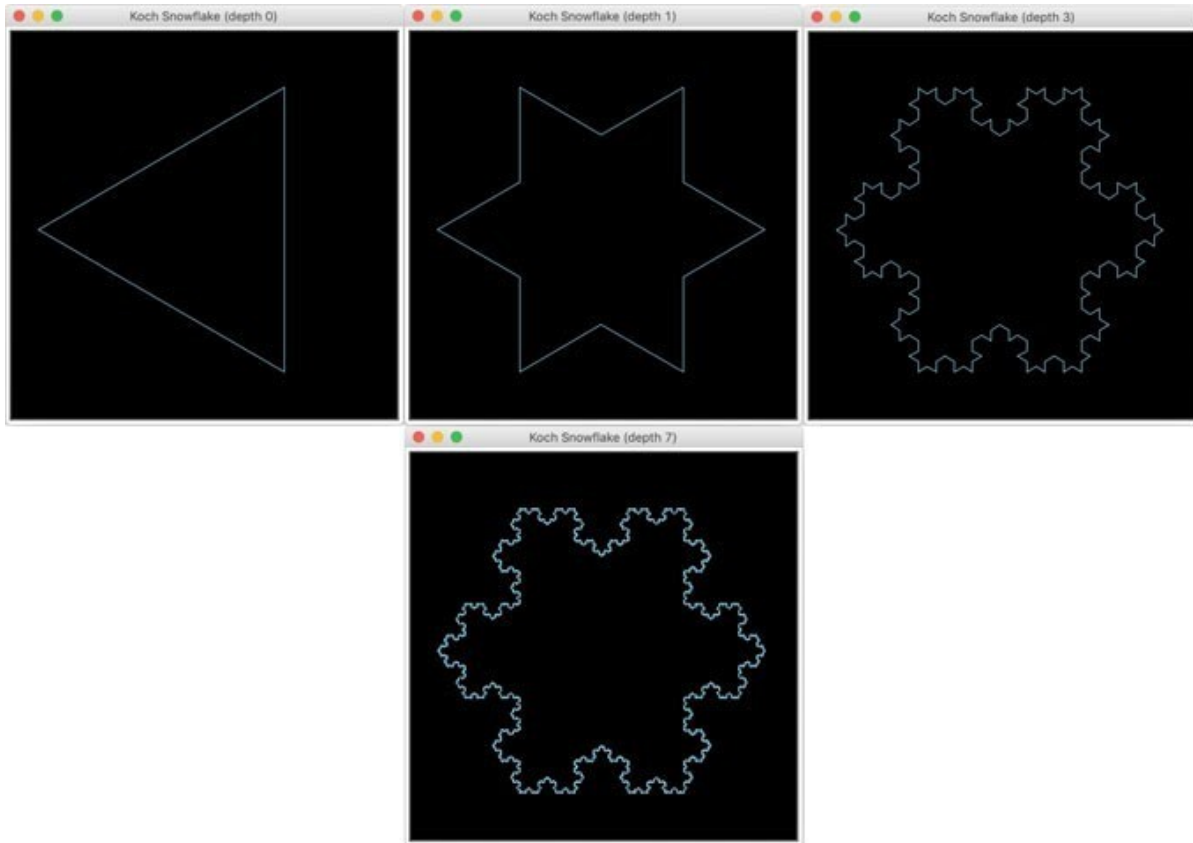 Koch Snowflake (depth 0)
Koch Snowflake (depth 1)
Koch Snowflake (depth 3)
Koch Snowflake (depth 7)